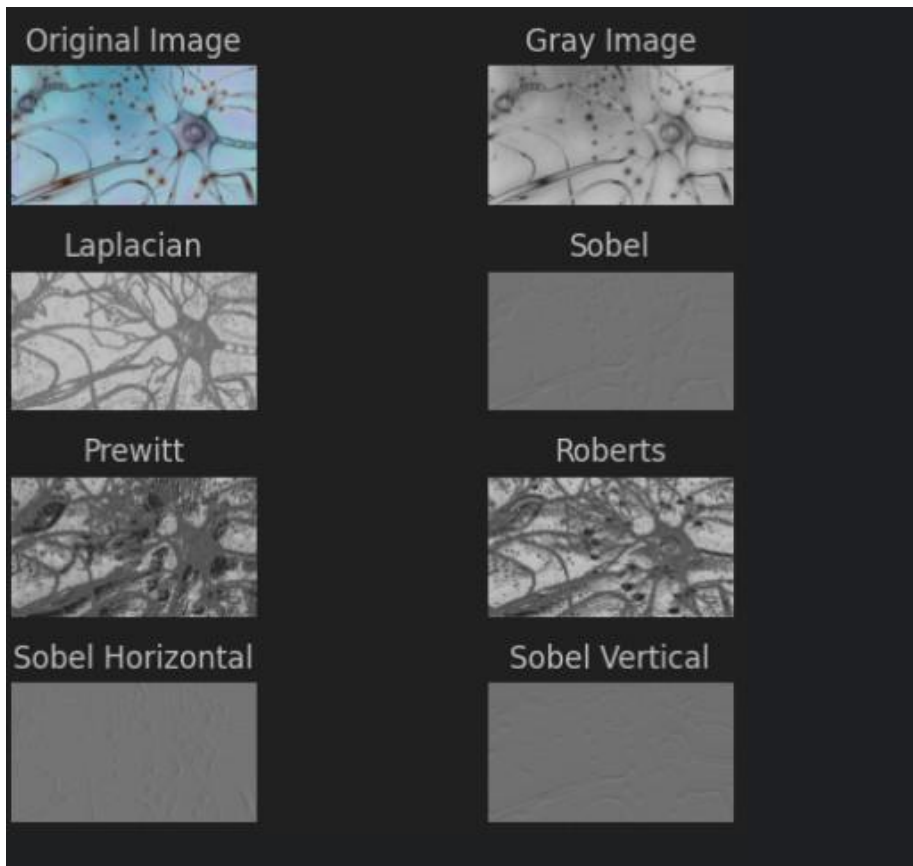 Original Image
Gray Image
Laplacian
Sobel
Prewitt
Roberts
Sobel Horizontal
Sobel Vertical